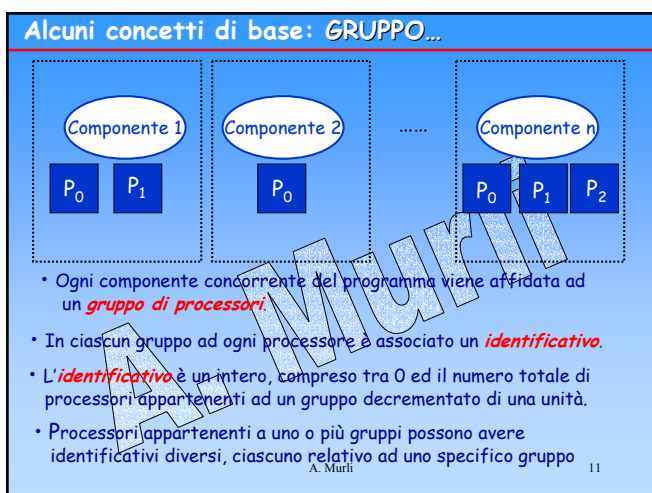 Alcuni concetti di base: GRUPPO…
Componente 1
Componente 2
……
Componente n
P0 P1
P0
P0 P1 P2
• Ogni componente concorrente del programma viene affidata ad
un gruppo di processori.
• In ciascun gruppo ad ogni processore è associato un identificativo.
• L'identificativo è un intero, compreso tra 0 ed il numero totale di
processori appartenenti ad un gruppo decrementato di una unità.
• Processori appartenenti a uno o più gruppi possono avere
identificativi diversi, ciascuno relativo ad uno specifico gruppo
A. Murli
A. Murli
11